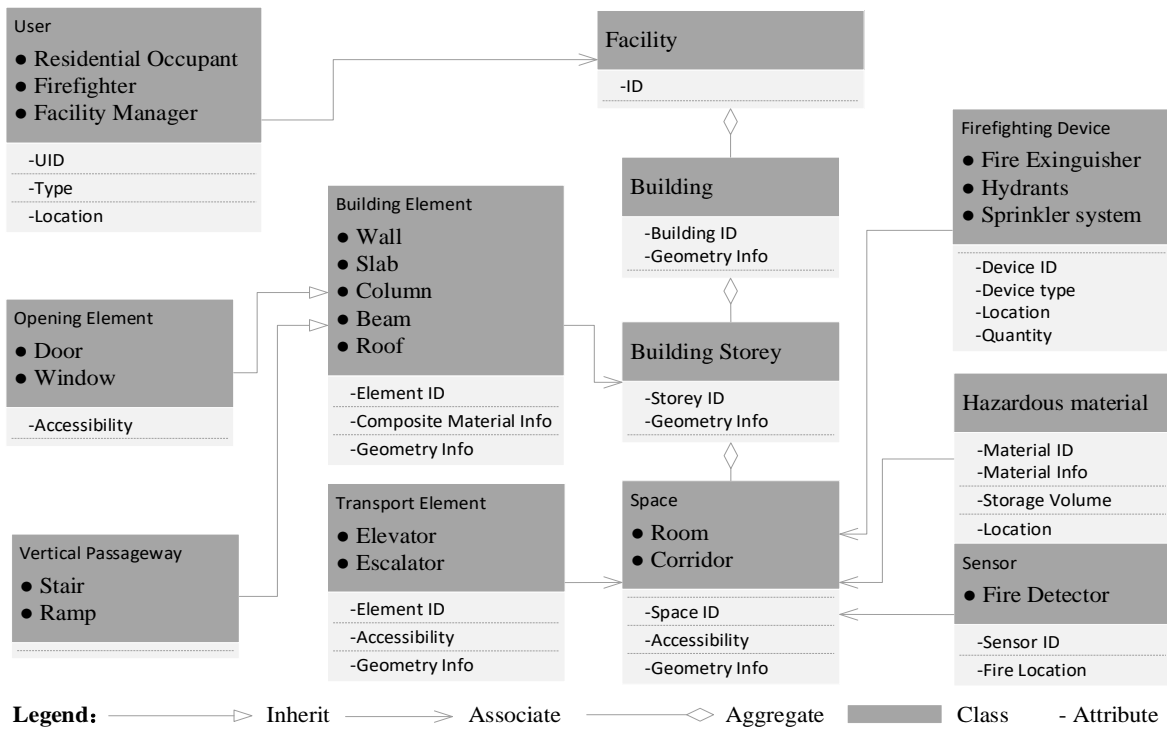 User
● Residential Occupant
● Firefighter
● Facility Manager
-UID
-Type
-Location
Facility
-ID
Building
-Building ID
-Geometry Info
Firefighting Device
● Fire Exinguisher
● Hydrants
● Sprinkler system
-Device ID
-Device type
-Location
-Quantity
Building Element
● Wall
● Slab
● Column
● Beam
● Roof
-Element ID
-Composite Material Info
-Geometry Info
Opening Element
● Door
● Window
-Accessibility
Building Storey
-Storey ID
-Geometry Info
Hazardous material
-Material ID
-Material Info
-Storage Volume
-Location
Transport Element
● Elevator
● Escalator
-Element ID
-Accessibility
-Geometry Info
Space
● Room
● Corridor
-Space ID
-Accessibility
-Geometry Info
Vertical Passageway
● Stair
● Ramp
Sensor
● Fire Detector
-Sensor ID
-Fire Location
Legend： Inherit Associate Aggregate Class - Attribute